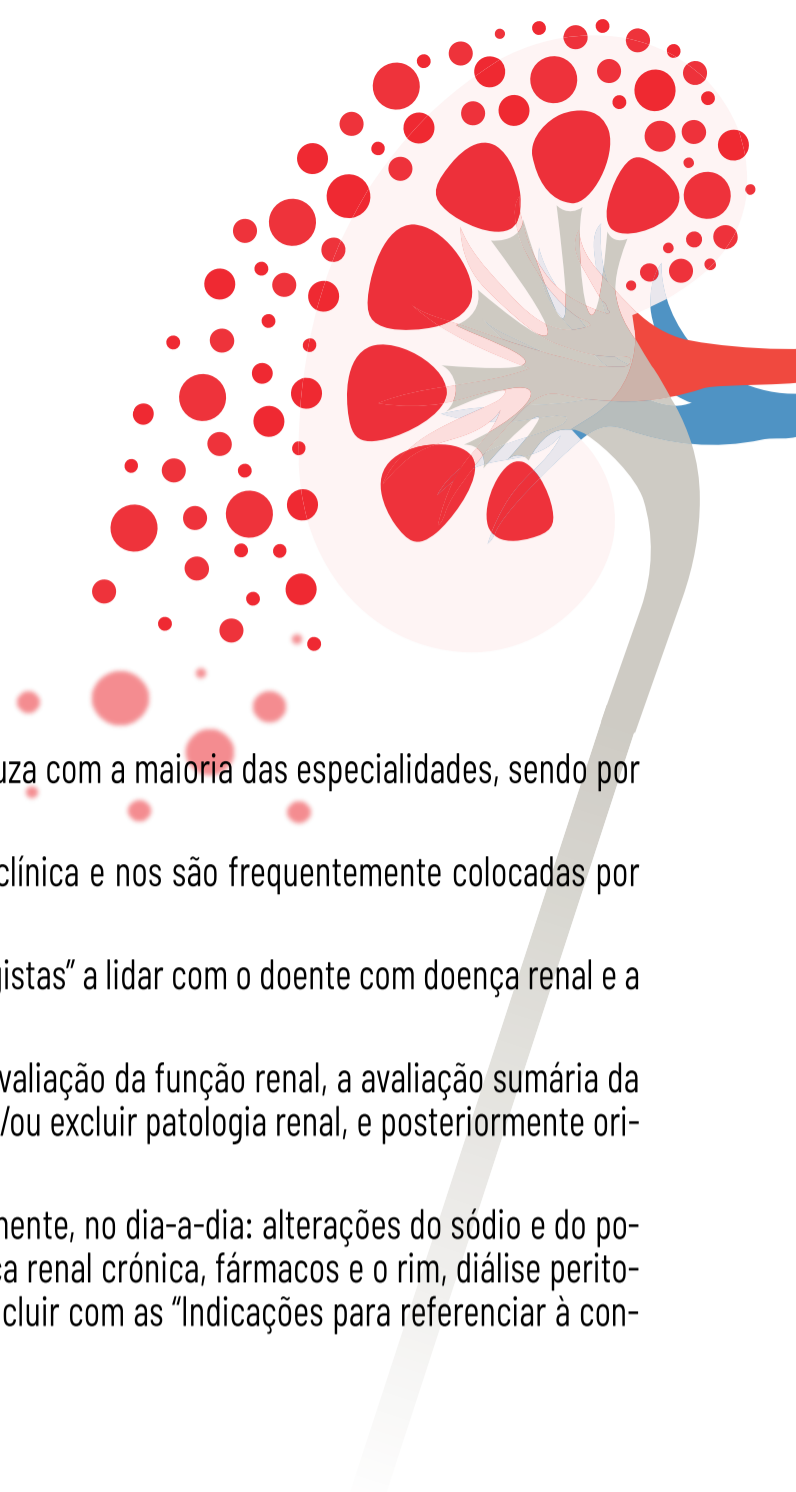 uza com a maioria das especialidades, sendo por
clínica e nos são frequentemente colocadas por
gistas” a lidar com o doente com doença renal e a
valiação da função renal, a avaliação sumária da
/ou excluir patologia renal, e posteriormente ori-
mente, no dia-a-dia: alterações do sódio e do po-
ça renal crónica, fármacos e o rim, diálise perito-
cluir com as “Indicações para referenciar à con-